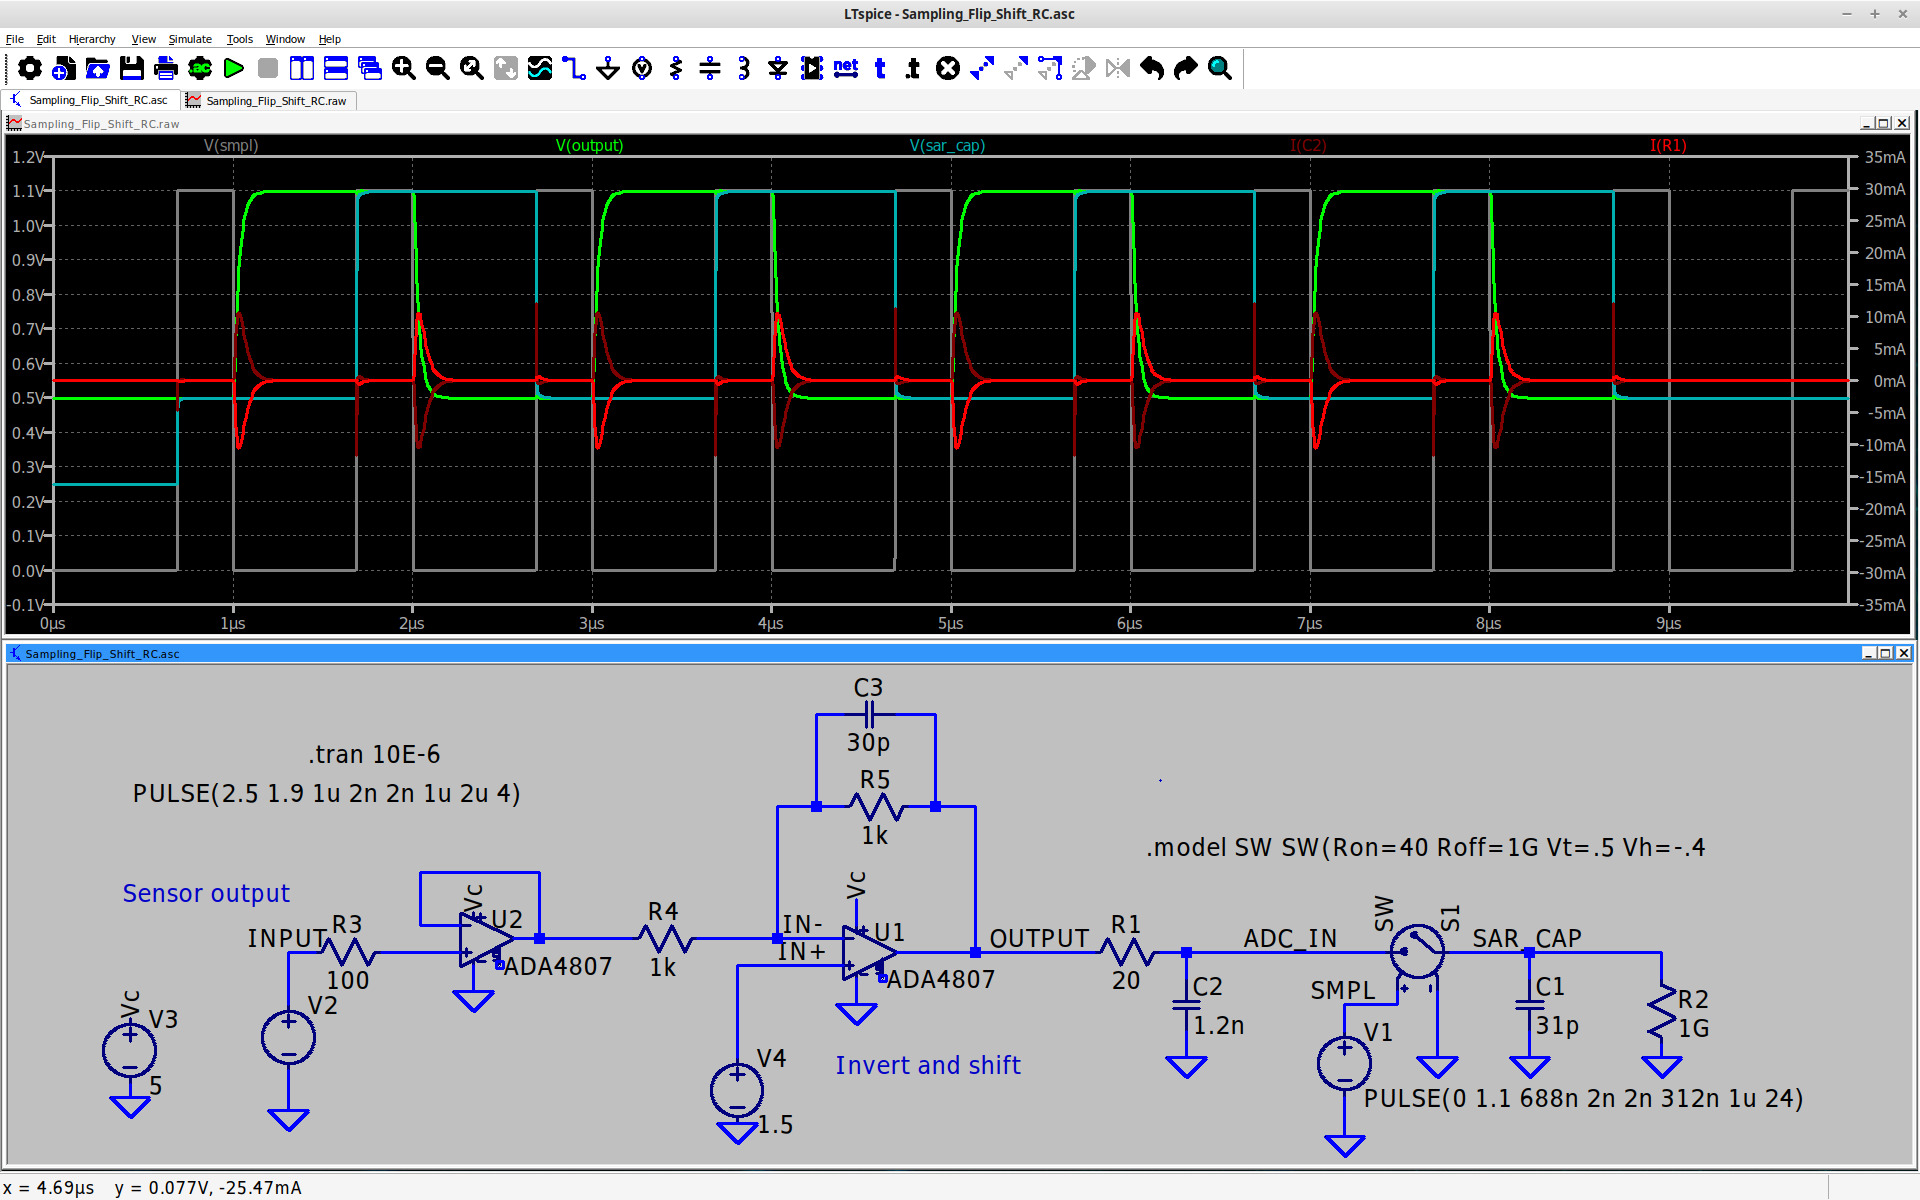 LTspice - Sampling_Flip_Shift_RC.asc
File Edit Hierarchy View Simulate Tools Window Help
.ac net t .t
Sampling_Flip_Shift_RC.asc Sampling_Flip_Shift_RC.raw
Sampling_Flip_Shift_RC.raw
V(smpl) V(output) V(sar_cap) I(C2) I(R1)
1.2V 35mA
1.1V 30mA
1.0V 25mA
0.9V 20mA
0.8V 15mA
0.7V 10mA
0.6V 5mA
0.5V 0mA
0.4V -5mA
0.3V -10mA
0.2V -15mA
0.1V -20mA
0.0V -25mA
-0.1V -30mA
-35mA
0µs 1µs 2µs 3µs 4µs 5µs 6µs 7µs 8µs 9µs
Sampling_Flip_Shift_RC.asc
C3
30p
.tran 10E-6
PULSE(2.5 1.9 1u 2n 2n 1u 2u 4)
R5
1k
.model SW SW(Ron=40 Roff=1G Vt=.5 Vh=-.4
Sensor output
Vc
U2
R4
1k
Vc
U1
IN-
IN+
INPUT
R3
100
ADA4807
ADA4807
OUTPUT
R1
20
ADC_IN
SW
S1
SAR_CAP
SMPL
C2
1.2n
C1
31p
R2
1G
Vc
V3
5
V2
V4
1.5
Invert and shift
V1
PULSE(0 1.1 688n 2n 2n 312n 1u 24)
x = 4.69µs y = 0.077V, -25.47mA